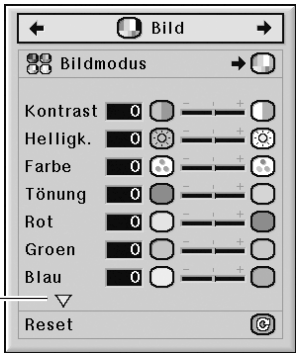 Bild
Bildmodus
Kontrast 0
Helligk. 0
Farbe 0
Tönung 0
Rot 0
Groen 0
Blau 0
Reset